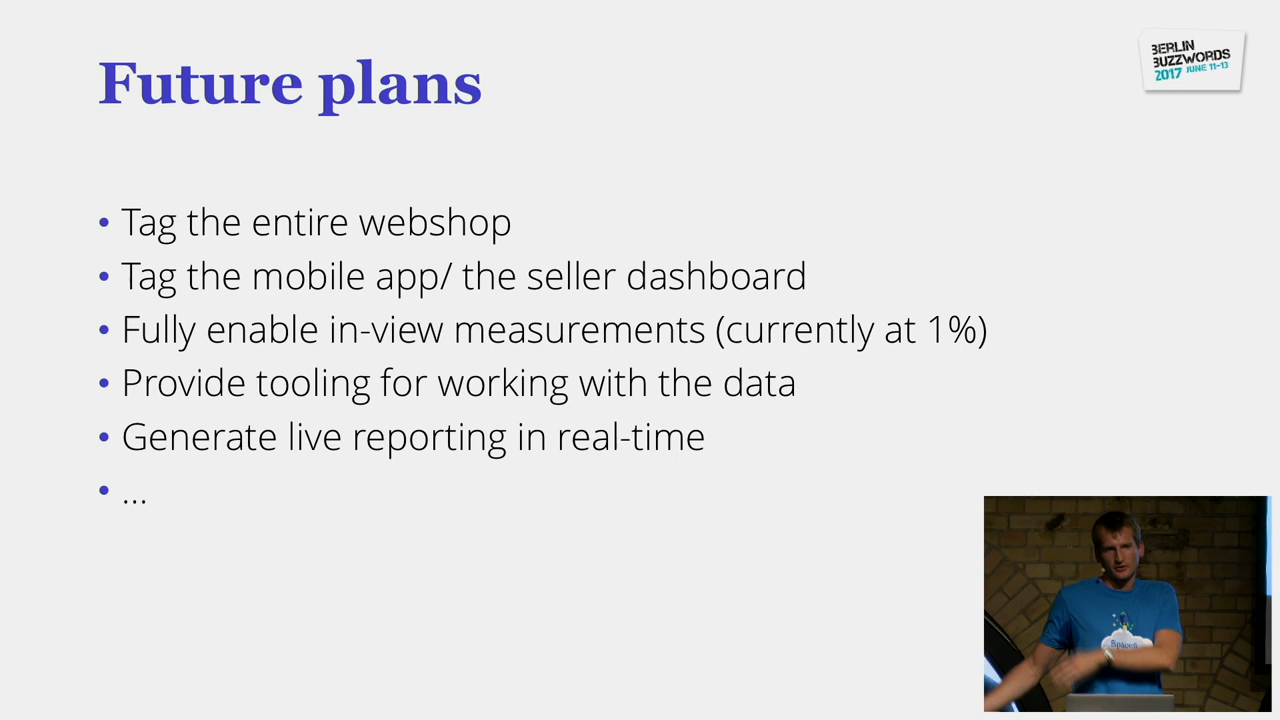 Future plans
BERLIN
BUZZWORDS
2017 JUNE 11-13
• Tag the entire webshop
• Tag the mobile app/ the seller dashboard
• Fully enable in-view measurements (currently at 1%)
• Provide tooling for working with the data
• Generate live reporting in real-time
• ...